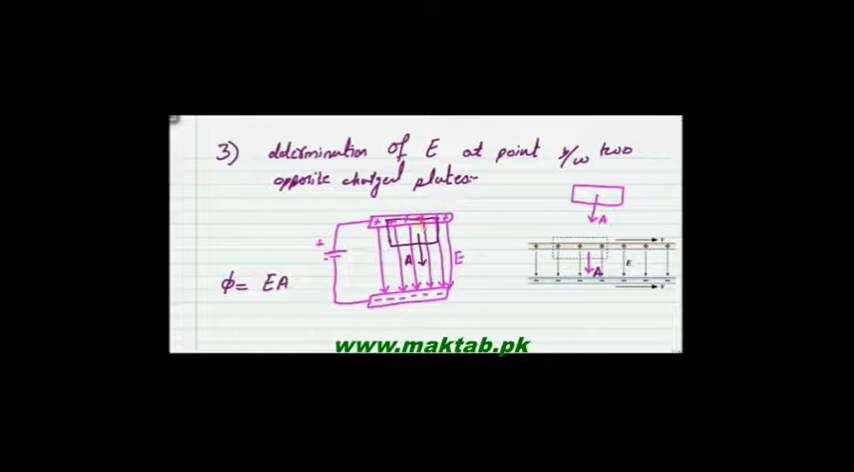 3) determination of E at point b/w two
opposite charged plates:-
A
+ + + +
A
E
E
A
φ = EA
- - - - - -
www.maktab.pk